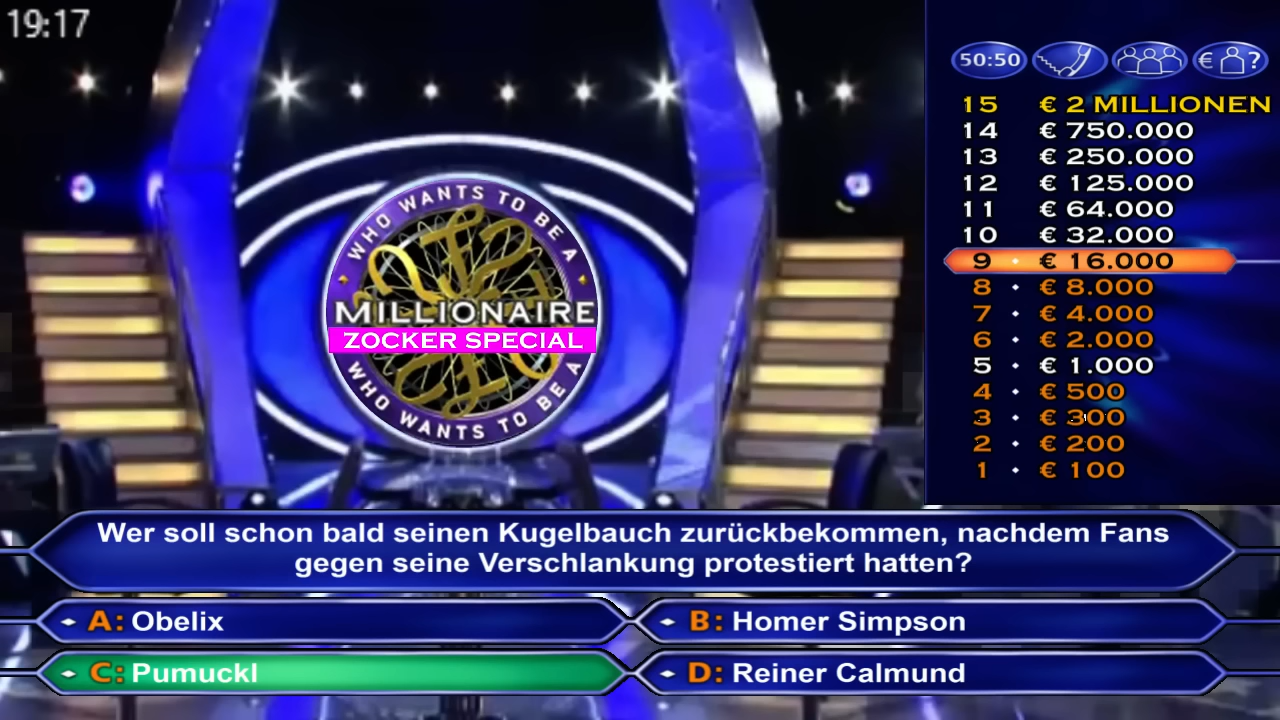 19:17
50:50
€ ?
15 € 2 MILLIONEN
14 € 750.000
13 € 250.000
12 € 125.000
11 € 64.000
10 € 32.000
9 · € 16.000
8 · € 8.000
7 · € 4.000
6 · € 2.000
5 · € 1.000
4 · € 500
3 · € 300
2 · € 200
1 · € 100
WHO WANTS TO BE A
MILLIONAIRE
ZOCKER SPECIAL
WHO WANTS TO BE A
Wer soll schon bald seinen Kugelbauch zurückbekommen, nachdem Fans
gegen seine Verschlankung protestiert hatten?
A: Obelix
B: Homer Simpson
C: Pumuckl
D: Reiner Calmund